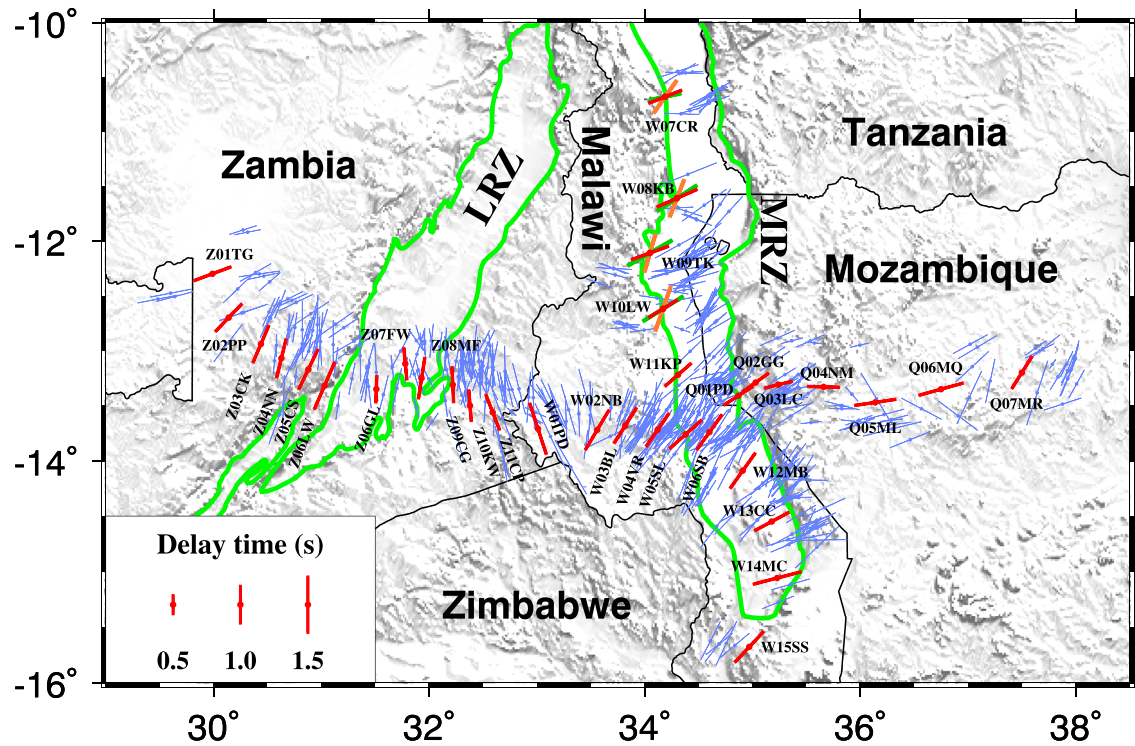 -10°
-12°
-14°
-16°
30°
32°
34°
36°
38°
Zambia
LRZ
Malawi
MRZ
Tanzania
Mozambique
Zimbabwe
W07CR
W08KB
W09TK
W10LW
W11KP
Z01TG
Z02PP
Z03CK
Z04NN
Z05CS
Z06LW
Z06GL
Z07FW
Z08MF
Z09CG
Z10KW
Z11CP
W01PD
W02NB
W03BL
W04VR
W05SL
W06SB
Q01PD
Q02GG
Q03LC
Q04NM
Q05ML
Q06MQ
Q07MR
W12MB
W13CC
W14MC
W15SS
Delay time (s)
0.5 1.0 1.5